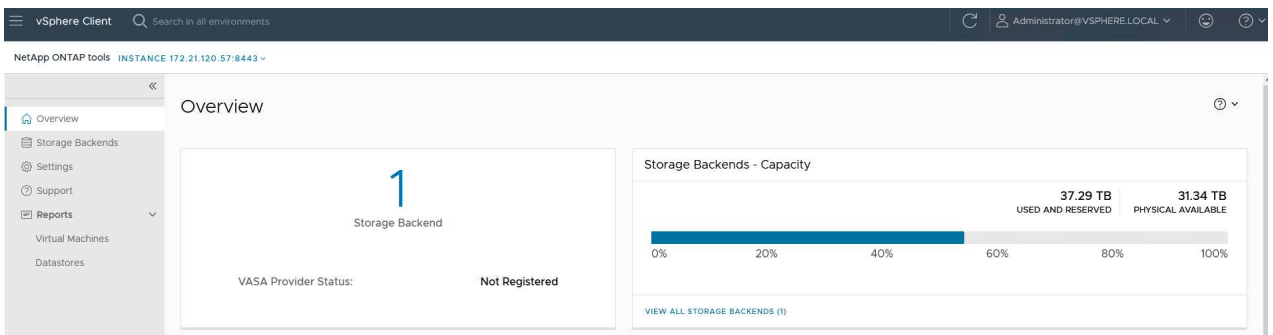 vSphere Client Search in all environments Administrator@VSPHERE.LOCAL
NetApp ONTAP tools INSTANCE 172.21.120.57:8443
Overview
Storage Backends
Settings
Support
Reports
Virtual Machines
Datastores
Overview
1
Storage Backend
VASA Provider Status: Not Registered
Storage Backends - Capacity
37.29 TB 31.34 TB
USED AND RESERVED PHYSICAL AVAILABLE
0% 20% 40% 60% 80% 100%
VIEW ALL STORAGE BACKENDS (1)